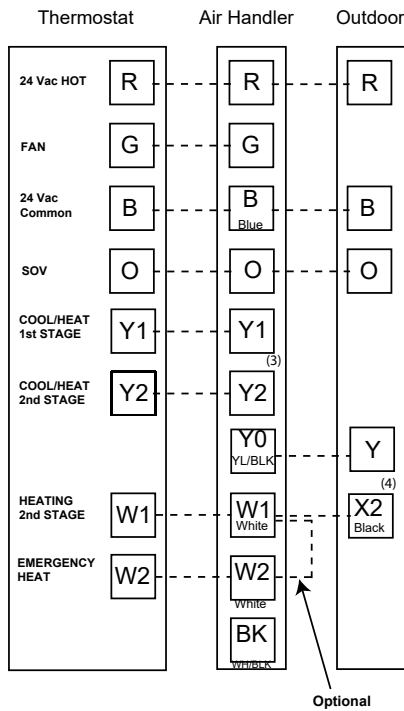 Thermostat Air Handler Outdoor
24 Vac HOT R R R
FAN G G
24 Vac
Common B B B
Blue
SOV O O O
COOL/HEAT
1st STAGE Y1 Y1
(3)
COOL/HEAT
2nd STAGE Y2 Y2
Y0 Y
YL/BLK
(4)
HEATING
2nd STAGE W1 W1 X2
White Black
EMERGENCY
HEAT W2 W2
White
BK
WH/BLK
Optional